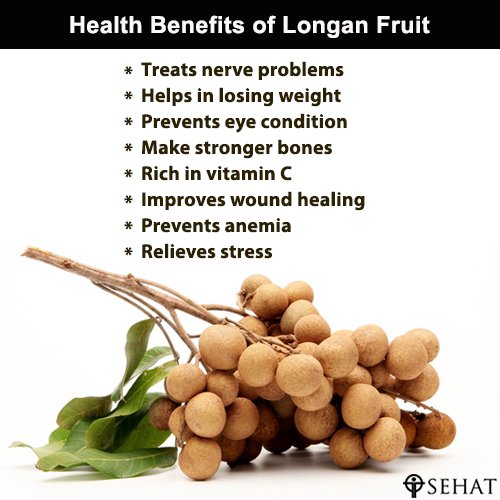 Health Benefits of Longan Fruit
* Treats nerve problems
* Helps in losing weight
* Prevents eye condition
* Make stronger bones
* Rich in vitamin C
* Improves wound healing
* Prevents anemia
* Relieves stress
SEHAT